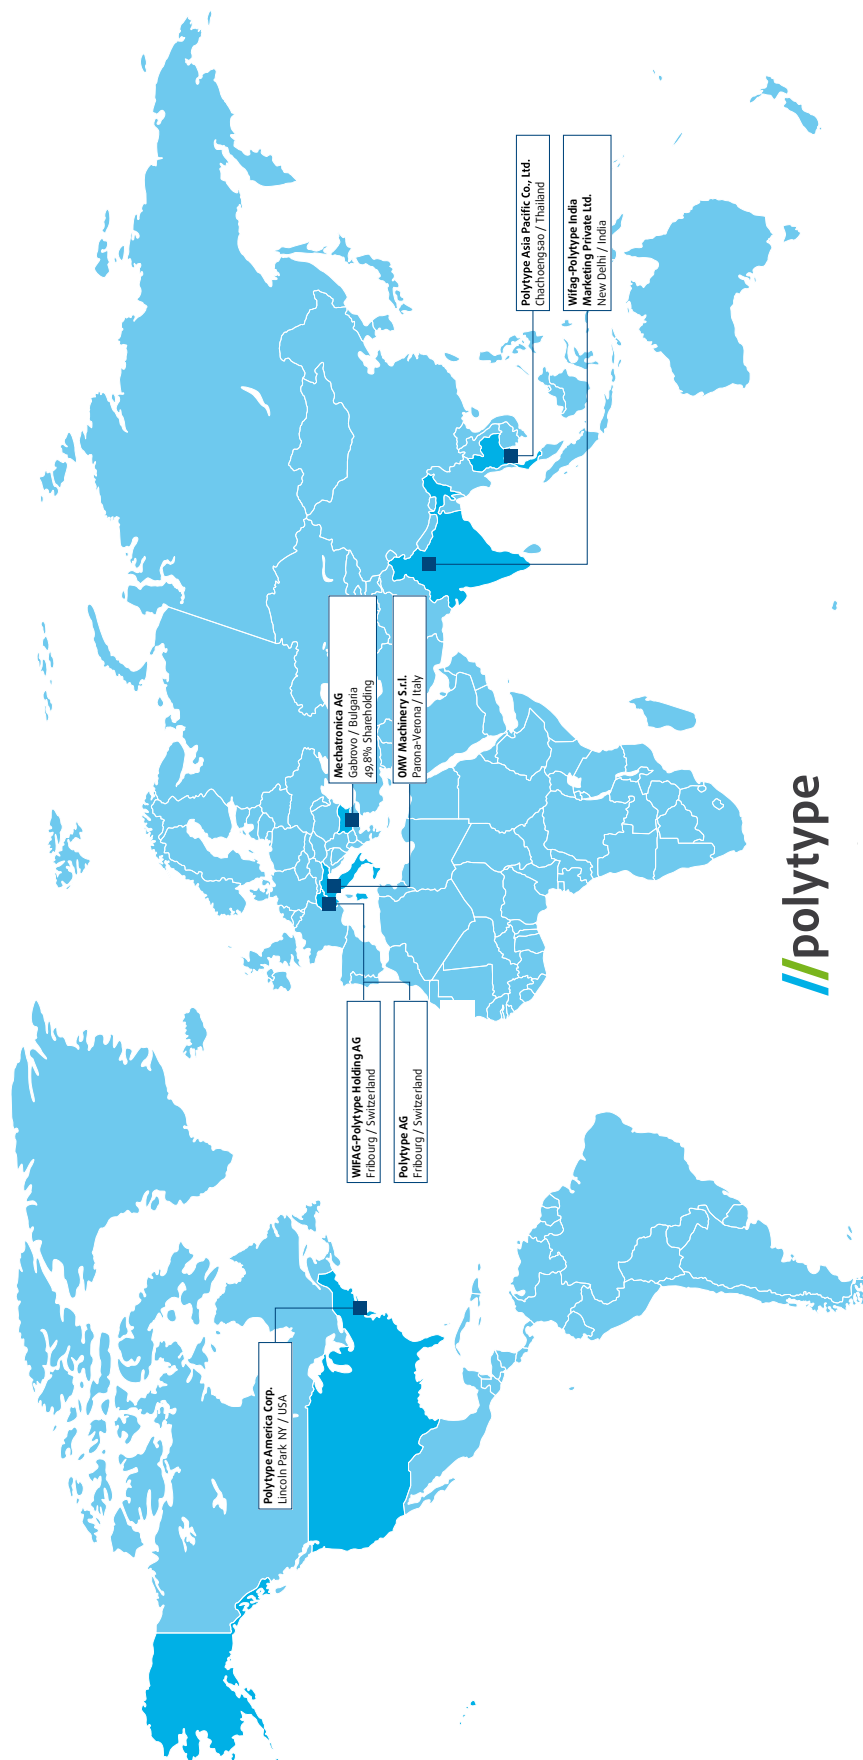 Polytype America Corp.
Lincoln Park NY / USA
WIFAG-Polytype Holding AG
Fribourg / Switzerland
Polytype AG
Fribourg / Switzerland
Mechatronica AG
Gabrovo / Bulgaria
49,8% Shareholding
OMV Machinery S.r.l.
Parona-Verona / Italy
Polytype Asia Pacific Co., Ltd.
Chachoengsao / Thailand
Wifag-Polytype India
Marketing Private Ltd.
New Delhi / India
//polytype